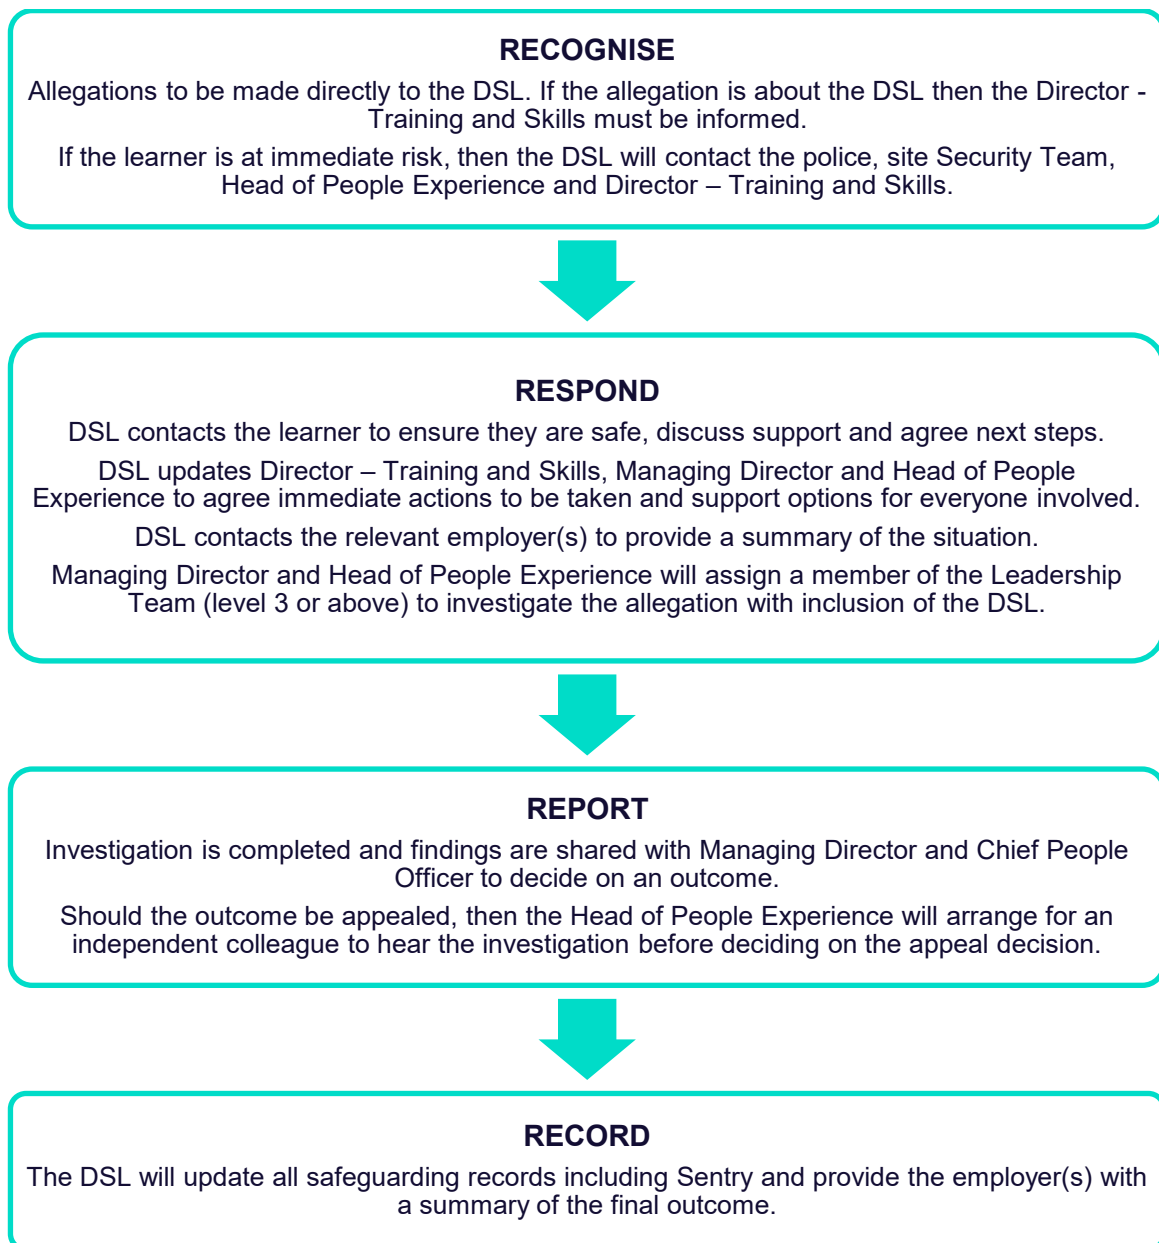 RECOGNISE
Allegations to be made directly to the DSL. If the allegation is about the DSL then the Director -
Training and Skills must be informed.
If the learner is at immediate risk, then the DSL will contact the police, site Security Team,
Head of People Experience and Director – Training and Skills.
RESPOND
DSL contacts the learner to ensure they are safe, discuss support and agree next steps.
DSL updates Director – Training and Skills, Managing Director and Head of People
Experience to agree immediate actions to be taken and support options for everyone involved.
DSL contacts the relevant employer(s) to provide a summary of the situation.
Managing Director and Head of People Experience will assign a member of the Leadership
Team (level 3 or above) to investigate the allegation with inclusion of the DSL.
REPORT
Investigation is completed and findings are shared with Managing Director and Chief People
Officer to decide on an outcome.
Should the outcome be appealed, then the Head of People Experience will arrange for an
independent colleague to hear the investigation before deciding on the appeal decision.
RECORD
The DSL will update all safeguarding records including Sentry and provide the employer(s) with
a summary of the final outcome.